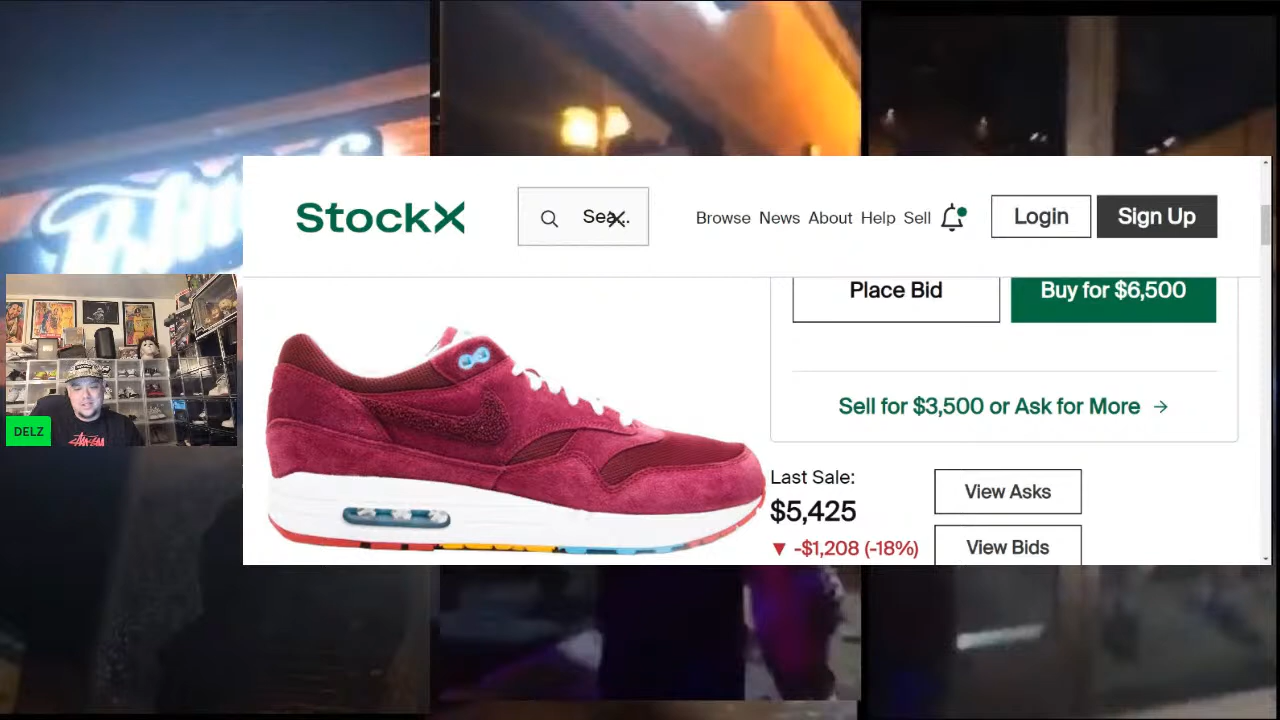 StockX
Sea..
Browse News About Help Sell
Login
Sign Up
Place Bid
Buy for $6,500
Sell for $3,500 or Ask for More →
DELZ
Last Sale:
$5,425
▼ -$1,208 (-18%)
View Asks
View Bids